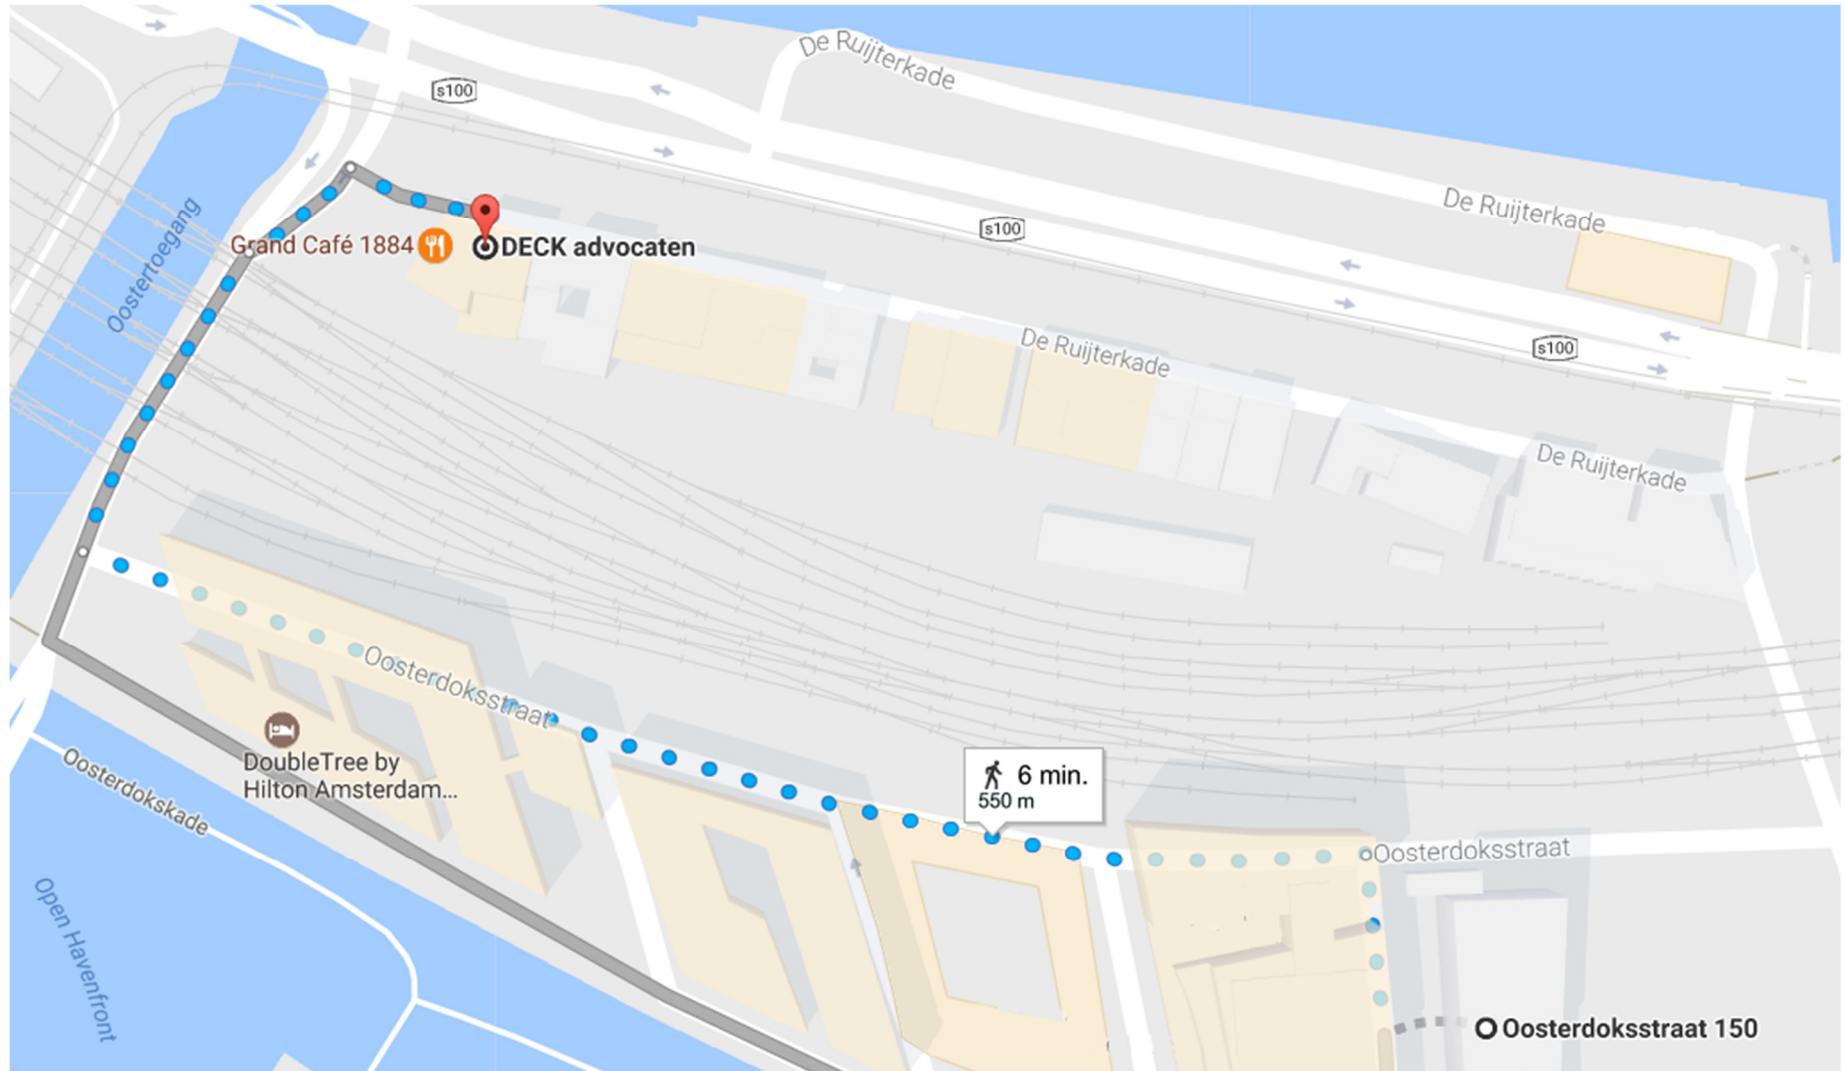 De Ruijterkade
s100
De Ruijterkade
Oostertoegang
s100
Grand Café 1884
DECK advocaten
De Ruijterkade
s100
De Ruijterkade
Oosterdoksstraat
DoubleTree by
Hilton Amsterdam...
Oosterdokskade
6 min.
550 m
Oosterdoksstraat
Open Havenfront
Oosterdoksstraat 150